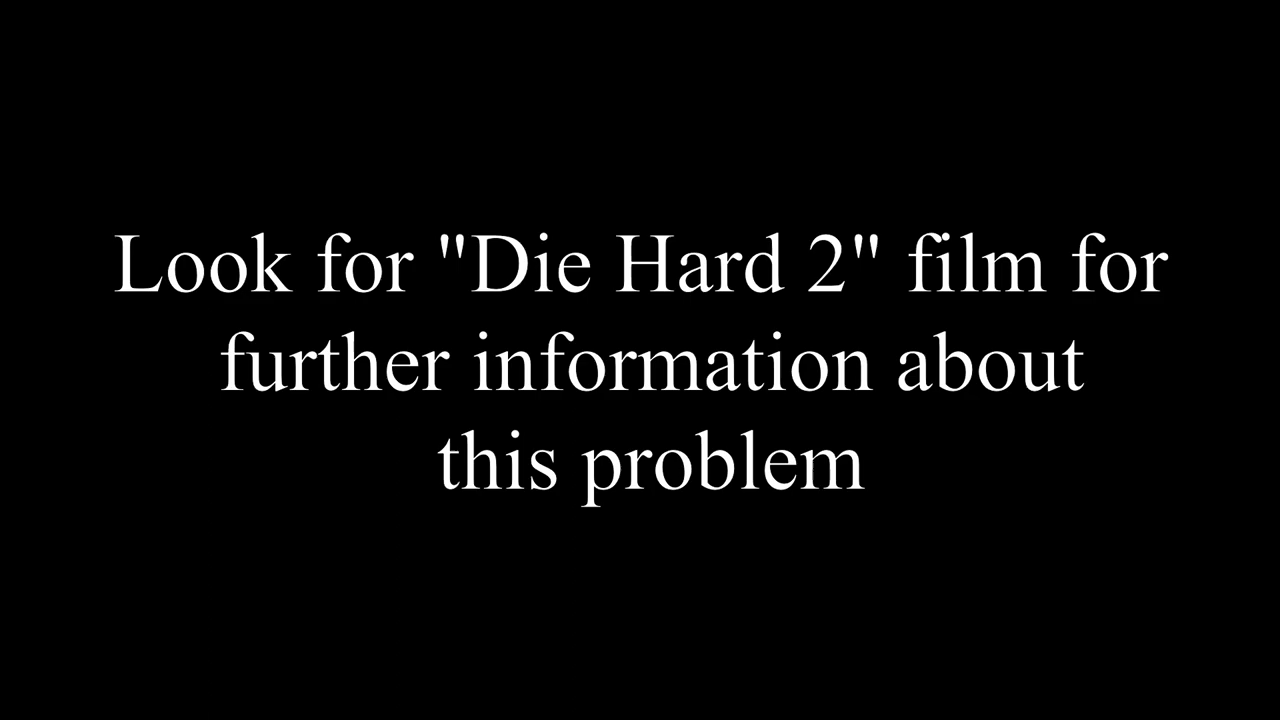 Look for "Die Hard 2" film for
further information about
this problem